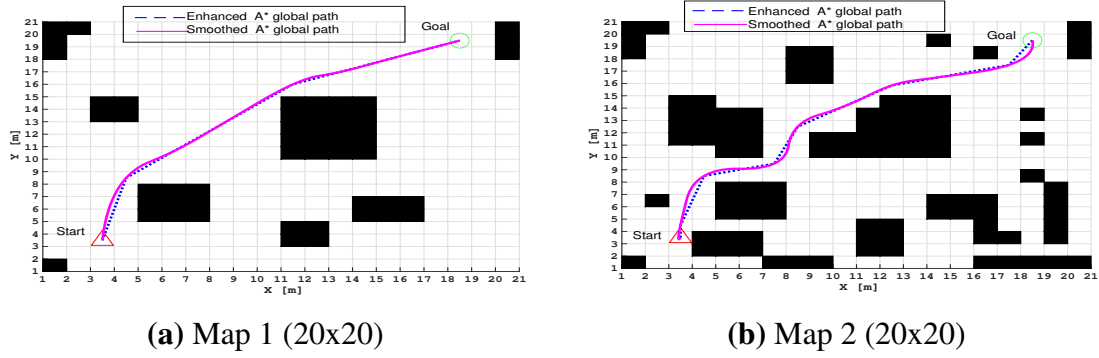 Enhanced A* global path
Smoothed A* global path
Goal
Start
Y [m]
21
20
19
18
17
16
15
14
13
12
11
10
9
8
7
6
5
4
3
2
1
1 2 3 4 5 6 7 8 9 10 11 12 13 14 15 16 17 18 19 20 21
X [m]
(a) Map 1 (20x20)
Enhanced A* global path
Smoothed A* global path
Goal
Start
Y [m]
21
20
19
18
17
16
15
14
13
12
11
10
9
8
7
6
5
4
3
2
1
1 2 3 4 5 6 7 8 9 10 11 12 13 14 15 16 17 18 19 20 21
X [m]
(b) Map 2 (20x20)